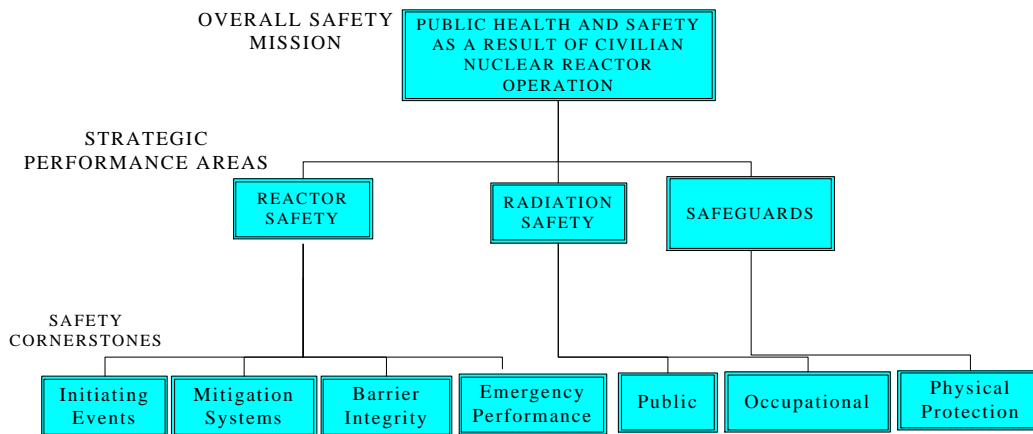 OVERALL SAFETY
MISSION
PUBLIC HEALTH AND SAFETY
AS A RESULT OF CIVILIAN
NUCLEAR REACTOR
OPERATION
STRATEGIC
PERFORMANCE AREAS
REACTOR
SAFETY
RADIATION
SAFETY
SAFEGUARDS
SAFETY
CORNERSTONES
Initiating
Events
Mitigation
Systems
Barrier
Integrity
Emergency
Performance
Public
Occupational
Physical
Protection